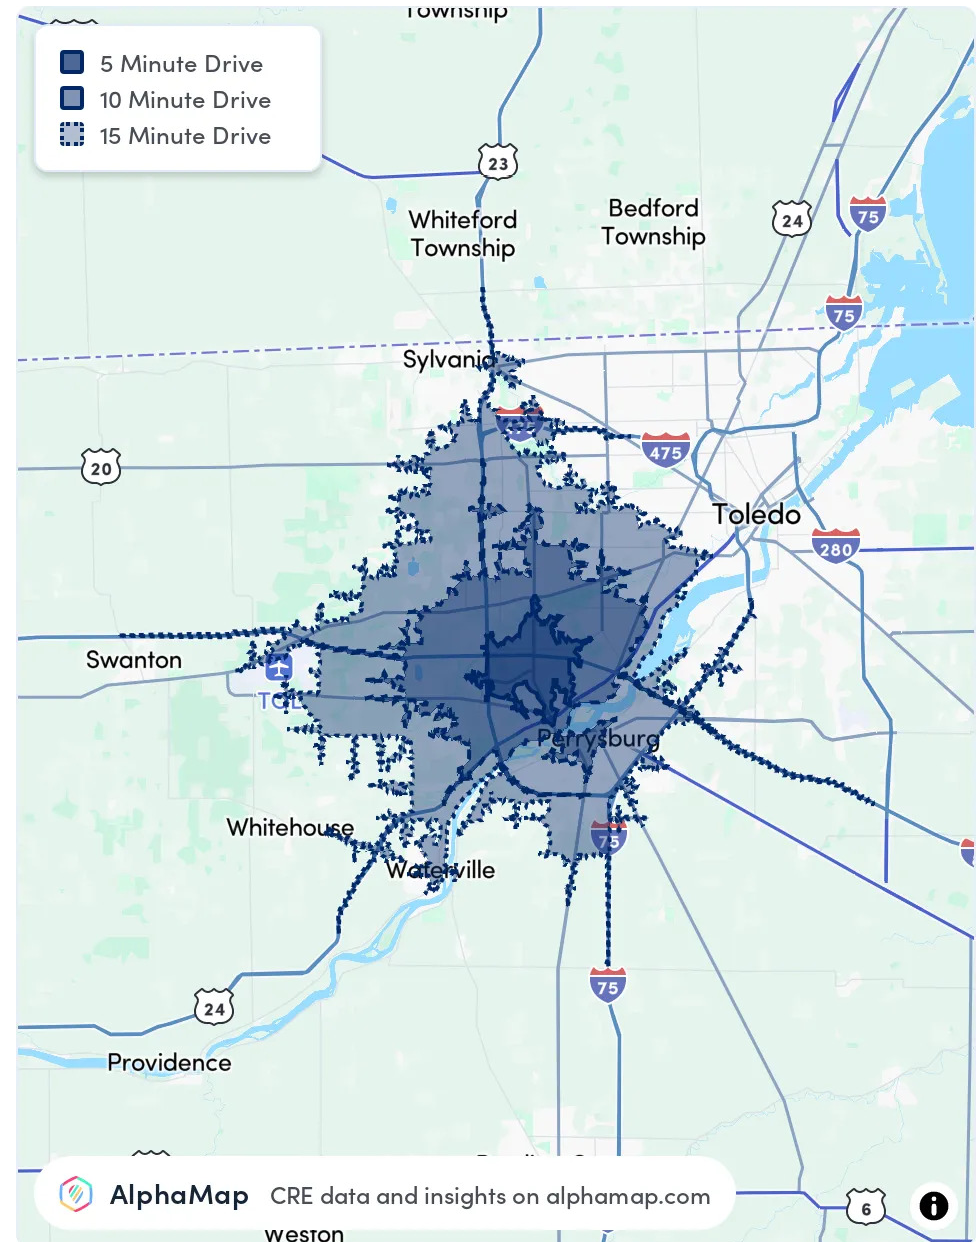 Township
5 Minute Drive
10 Minute Drive
15 Minute Drive
23
Whiteford
Township
Bedford
Township
24
75
75
Sylvania
20
475
Toledo
280
Swanton
Perrysburg
Whitehouse
75
Waterville
75
24
Providence
AlphaMap
CRE data and insights on alphamap.com
6
Weston